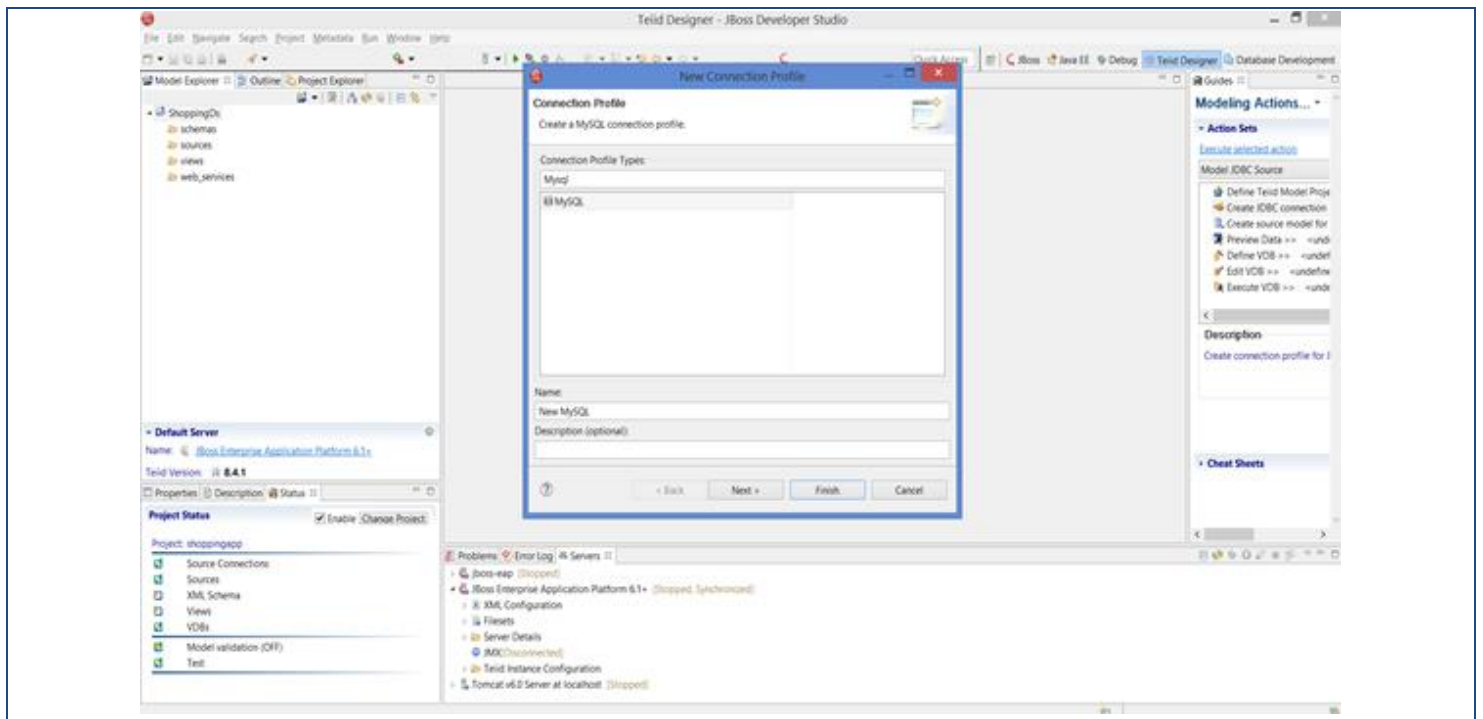 Teiid Designer - JBoss Developer Studio
File Edit Navigate Search Project Metadata Run Window Help
Quick Access JBoss Java EE Debug Teiid Designer Database Development
Model Explorer Outline Project Explorer
ShoppingDs
schemas
sources
views
web_services
Default Server
Name: JBoss Enterprise Application Platform 6.1+
Teiid Version: 8.4.1
Properties Description Status
Project Status Enable Change Project
Project: shoppingapp
Source Connections
Sources
XML Schema
Views
VDBs
Model validation (OFF)
Test
New Connection Profile
Connection Profile
Create a MySQL connection profile.
Connection Profile Types:
Mysql
MySQL
Name:
New MySQL
Description (optional):
< Back Next > Finish Cancel
Guides
Modeling Actions...
Action Sets
Execute selected action
Model JDBC Source
Define Teiid Model Proje
Create JDBC connection
Create source model for
Preview Data >> <undi
Define VDB >> <undef
Edit VDB >> <undefine
Execute VDB >> <unde
Description
Create connection profile for J
Cheat Sheets
Problems Error Log Servers
jboss-eap [Stopped]
JBoss Enterprise Application Platform 6.1+ [Stopped, Synchronized]
XML Configuration
Filesets
Server Details
JMX[Disconnected]
Teiid Instance Configuration
Tomcat v6.0 Server at localhost [Stopped]